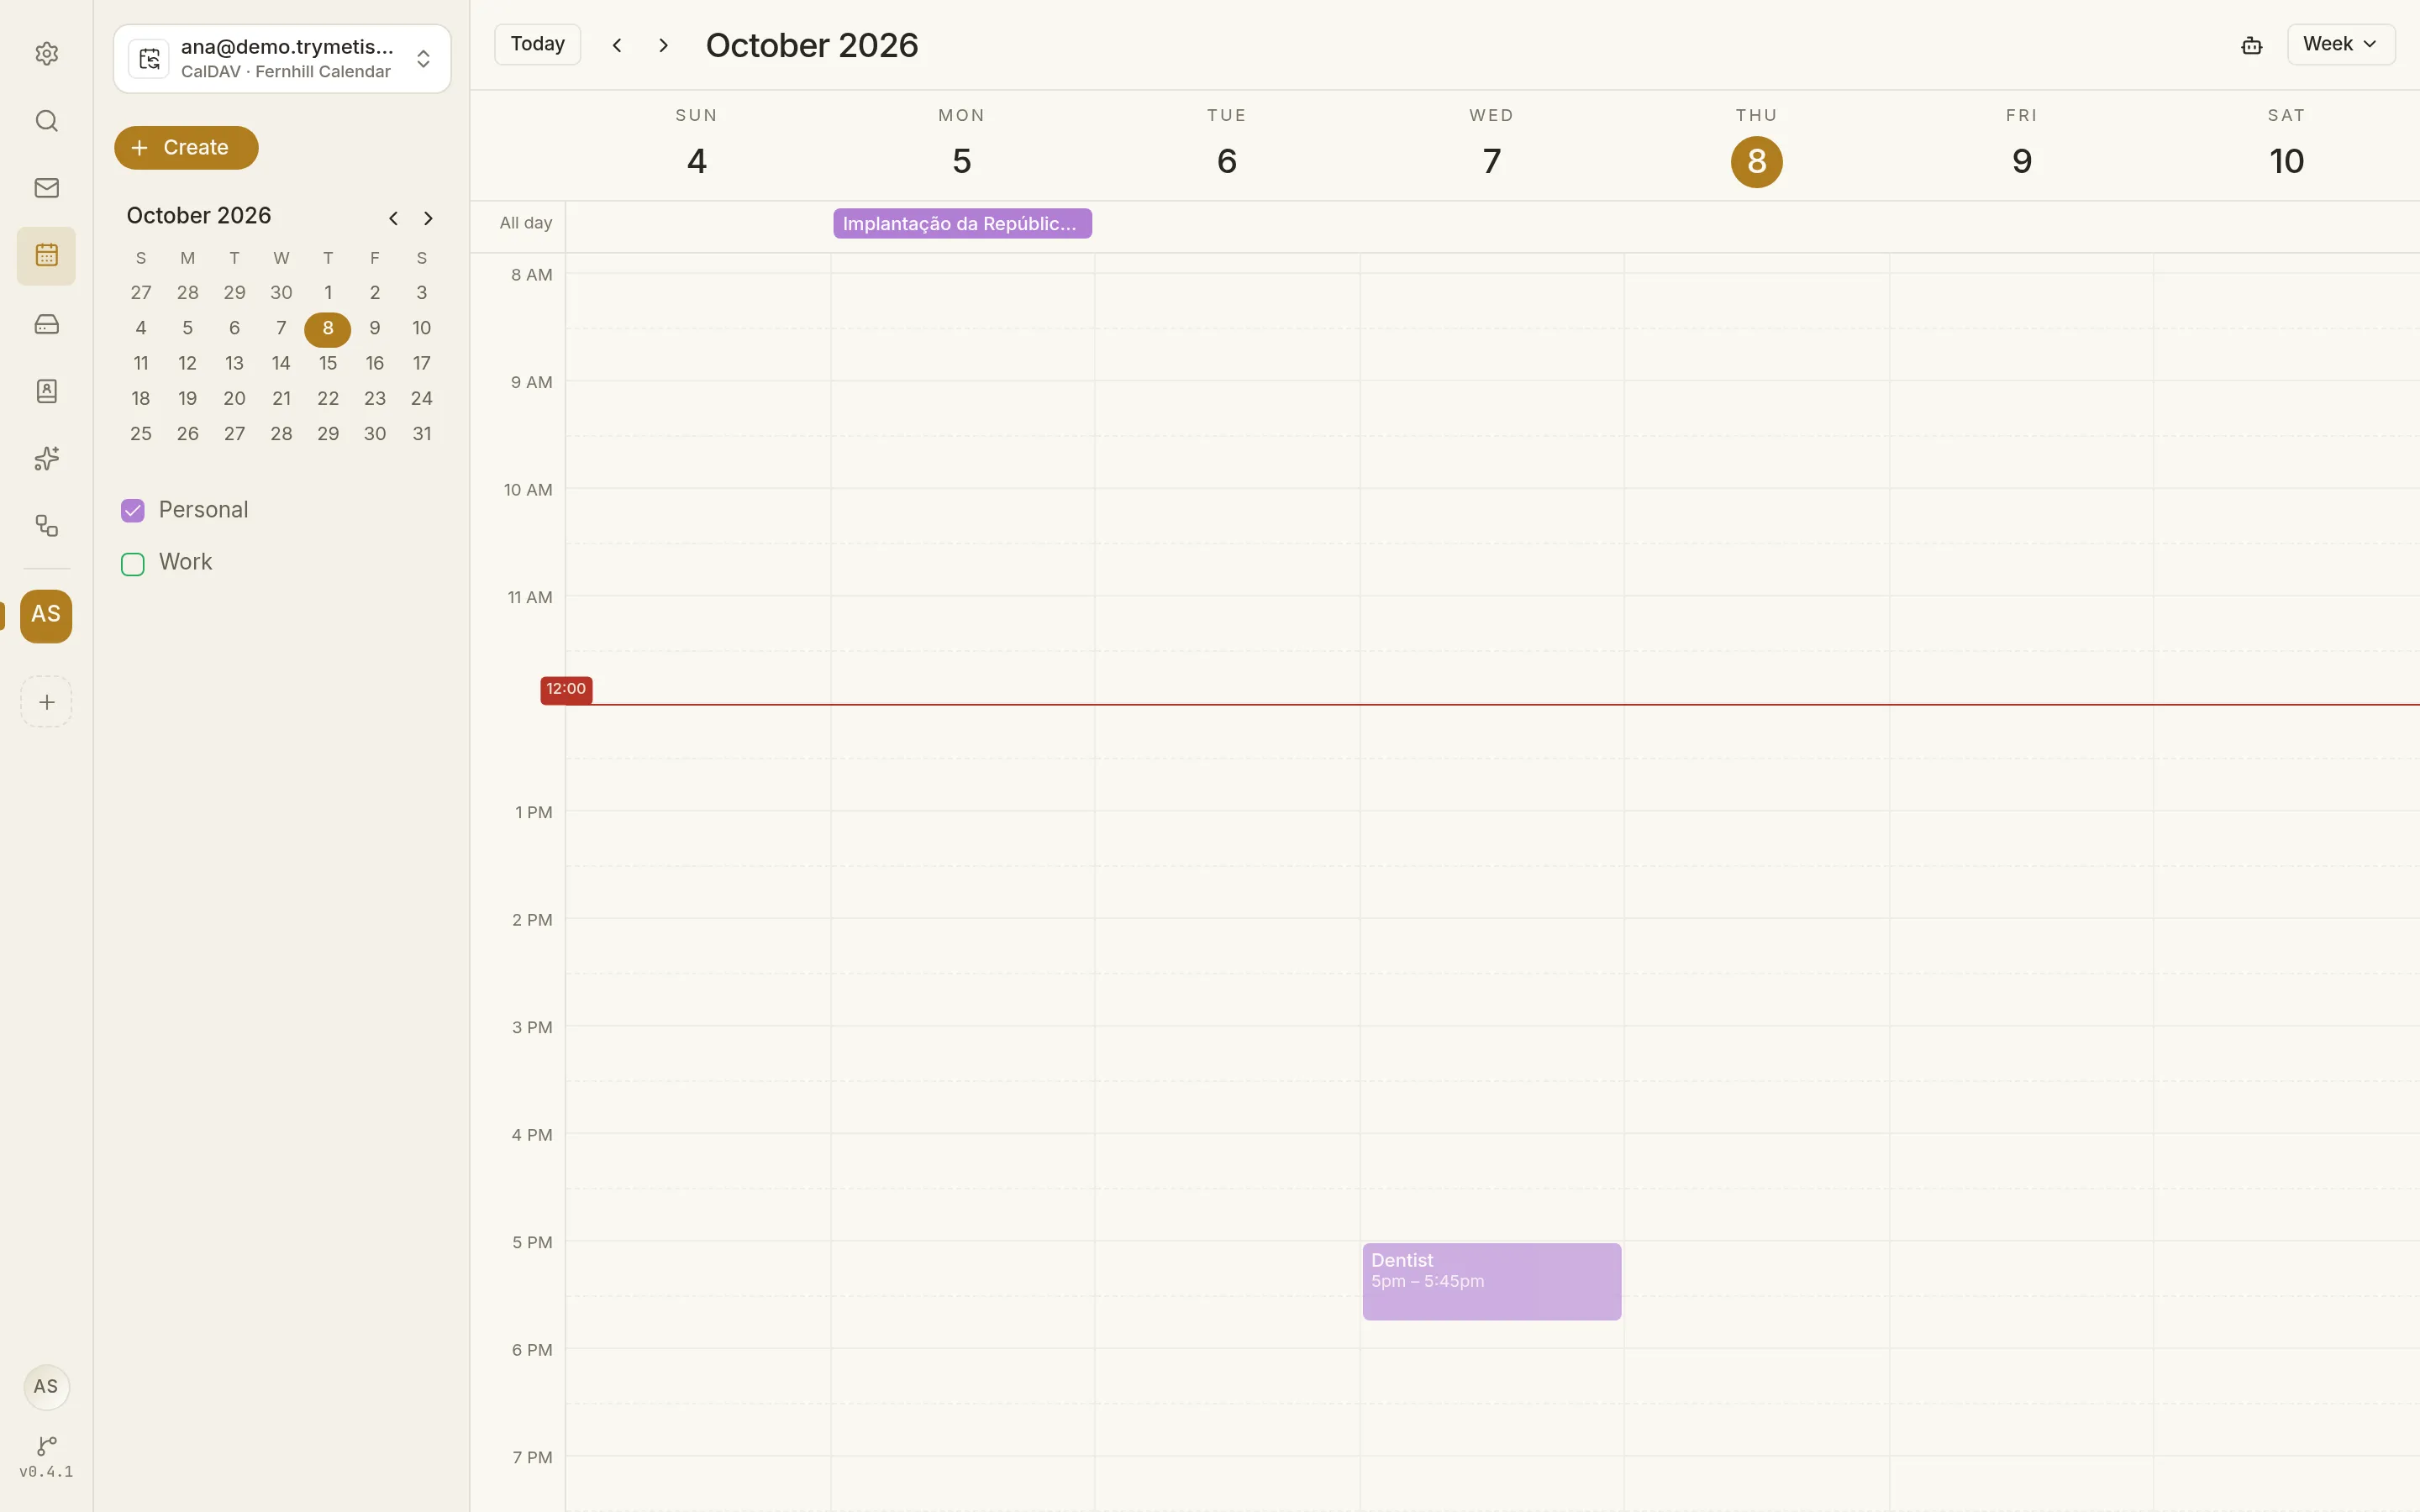 ana@demo.trymetis...
CalDAV · Fernhill Calendar
Create
October 2026
S M T W T F S
27 28 29 30 1 2 3
4 5 6 7 8 9 10
11 12 13 14 15 16 17
18 19 20 21 22 23 24
25 26 27 28 29 30 31
Personal
Work
AS
AS
v0.4.1
Today
October 2026
Week
SUN MON TUE WED THU FRI SAT
4 5 6 7 8 9 10
All day
Implantação da Repúblic...
8 AM
9 AM
10 AM
11 AM
12:00
1 PM
2 PM
3 PM
4 PM
5 PM
Dentist
5pm – 5:45pm
6 PM
7 PM